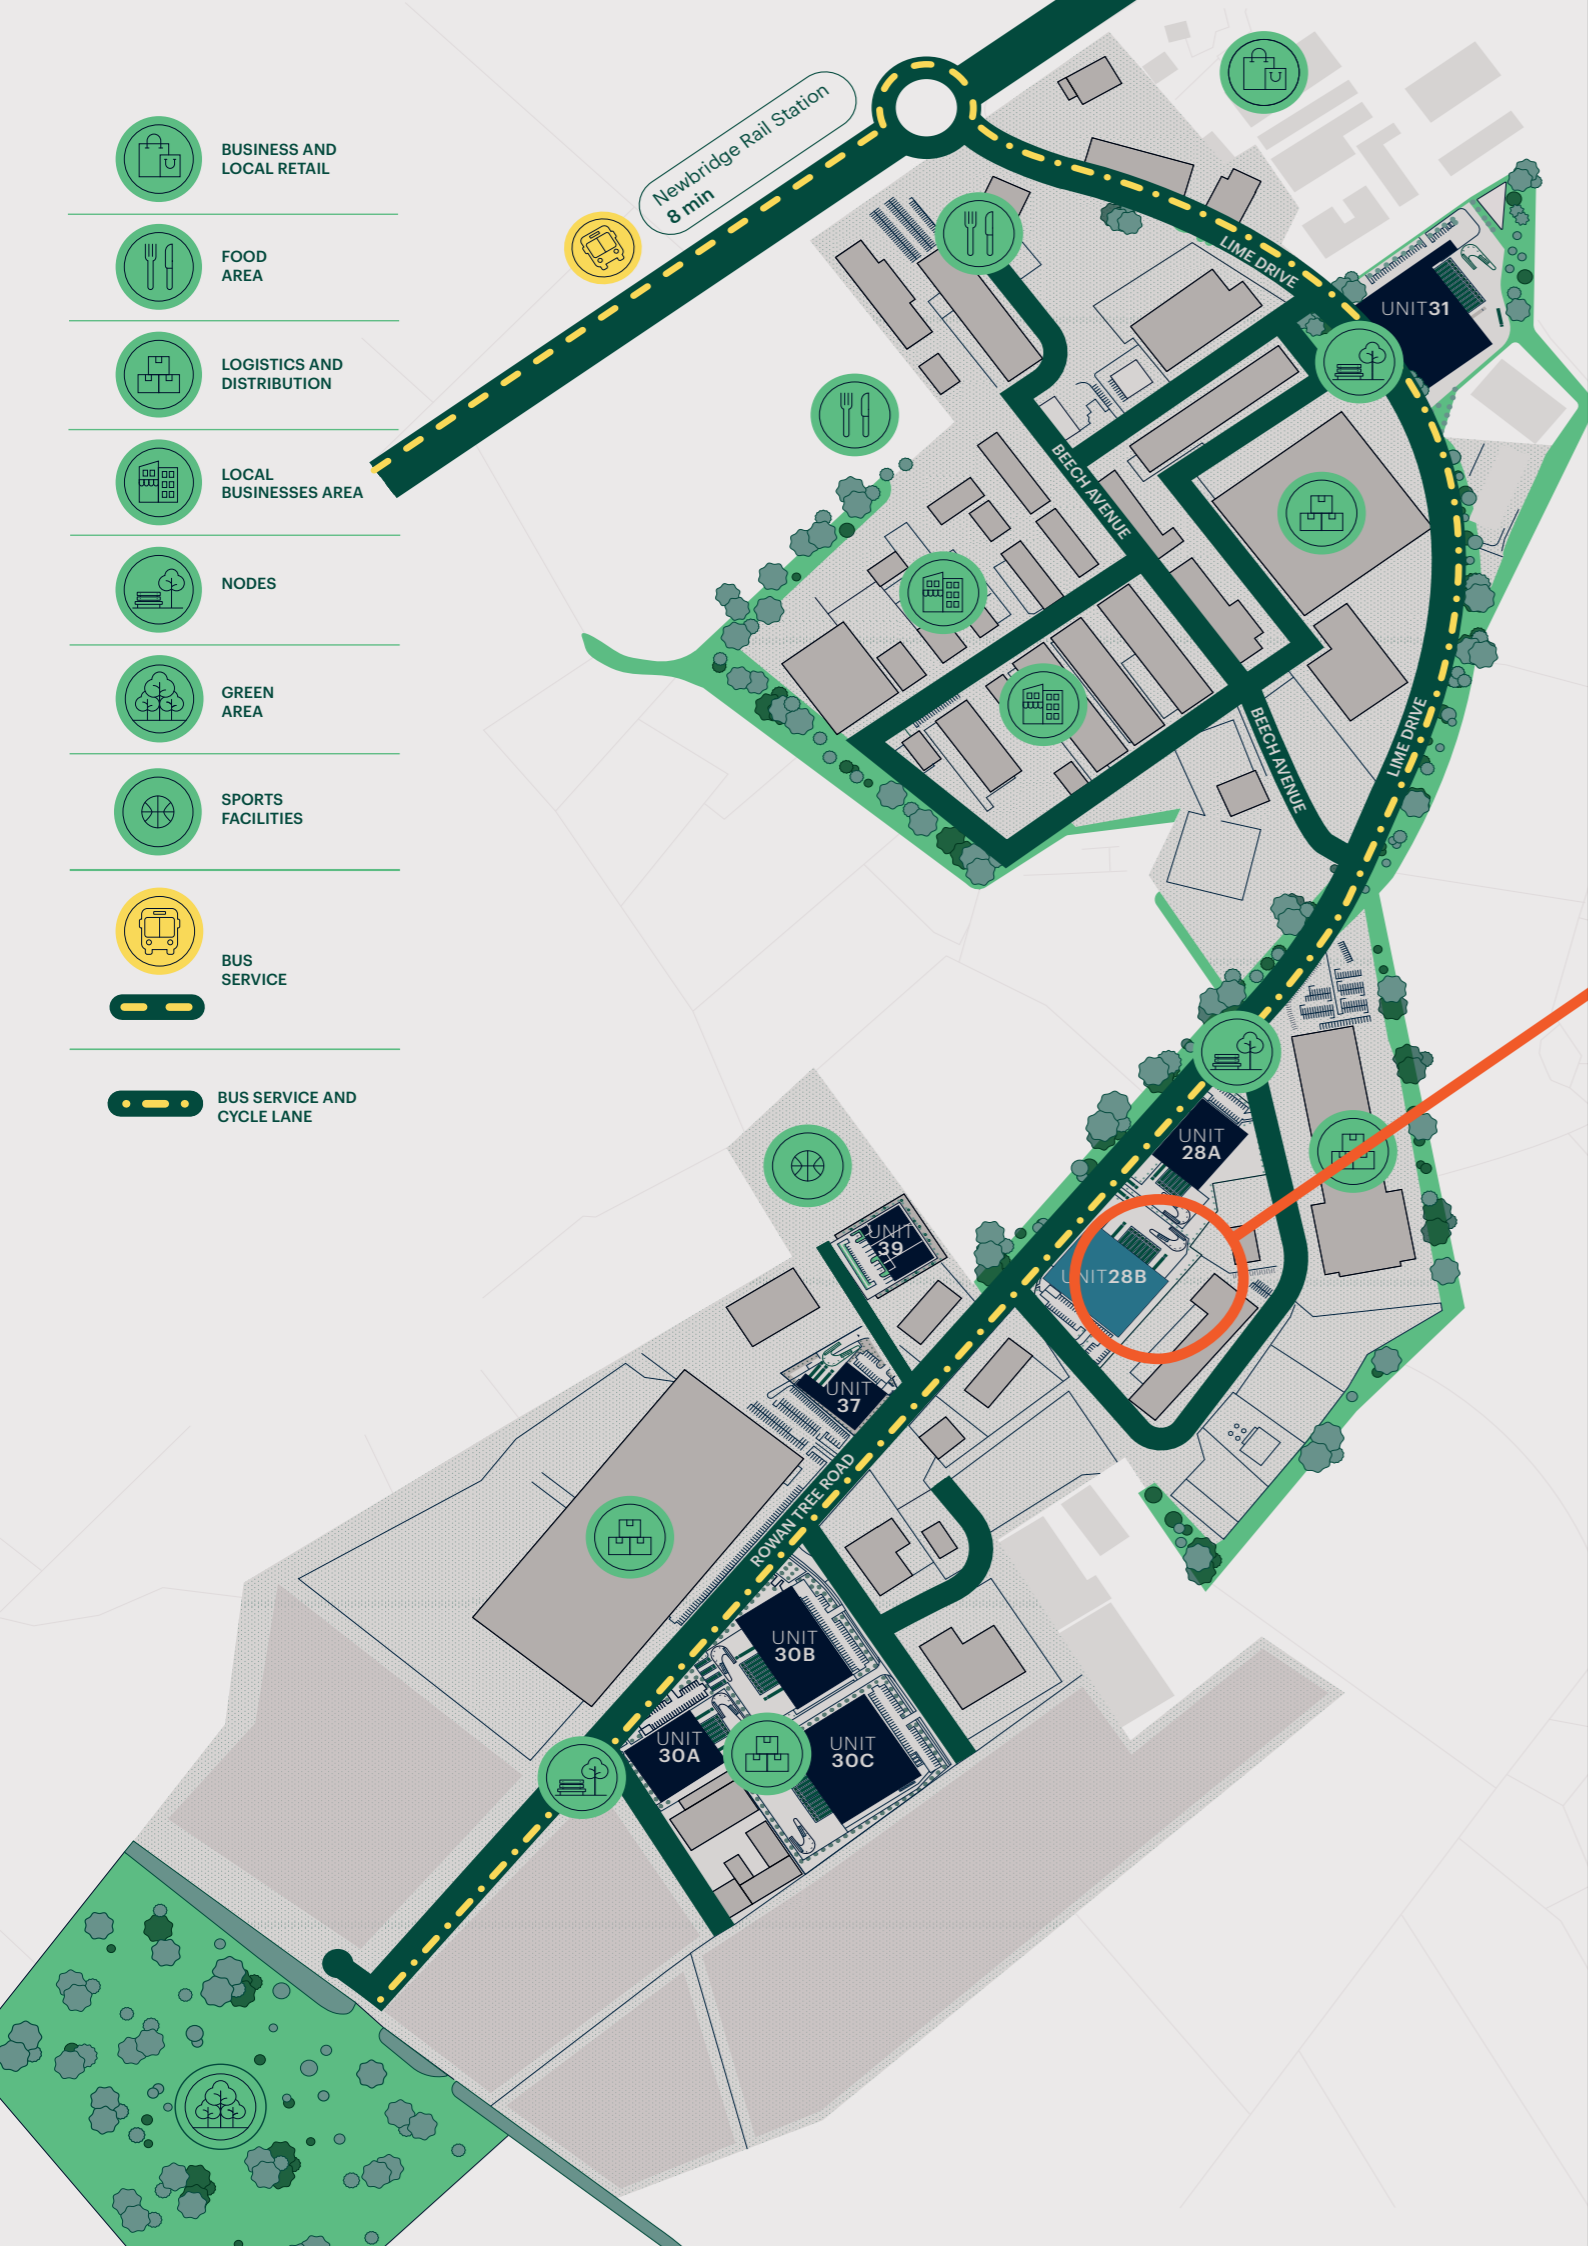 BUSINESS AND
LOCAL RETAIL
FOOD
AREA
LOGISTICS AND
DISTRIBUTION
LOCAL
BUSINESSES AREA
NODES
GREEN
AREA
SPORTS
FACILITIES
BUS
SERVICE
BUS SERVICE AND
CYCLE LANE
Newbridge Rail Station
8 min
LIME DRIVE
UNIT31
BEECH AVENUE
LIME DRIVE
BEECH AVENUE
UNIT
28A
UNIT
39
UNIT28B
UNIT
37
ROWAN TREE ROAD
UNIT
30B
UNIT
30A
UNIT
30C